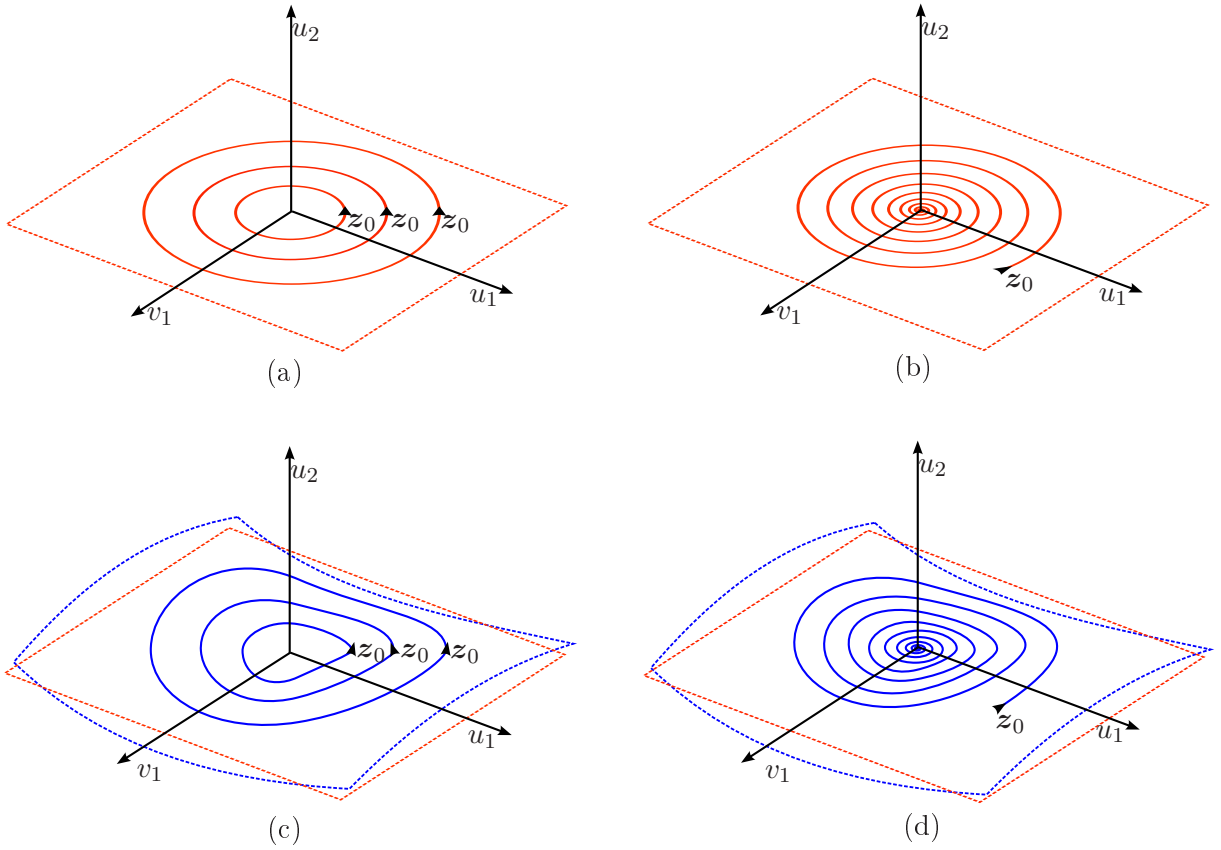 u₂
z₀ z₀ z₀
u₁
v₁
(a)
u₂
z₀
u₁
v₁
(b)
u₂
z₀ z₀ z₀
u₁
v₁
(c)
u₂
z₀
u₁
v₁
(d)